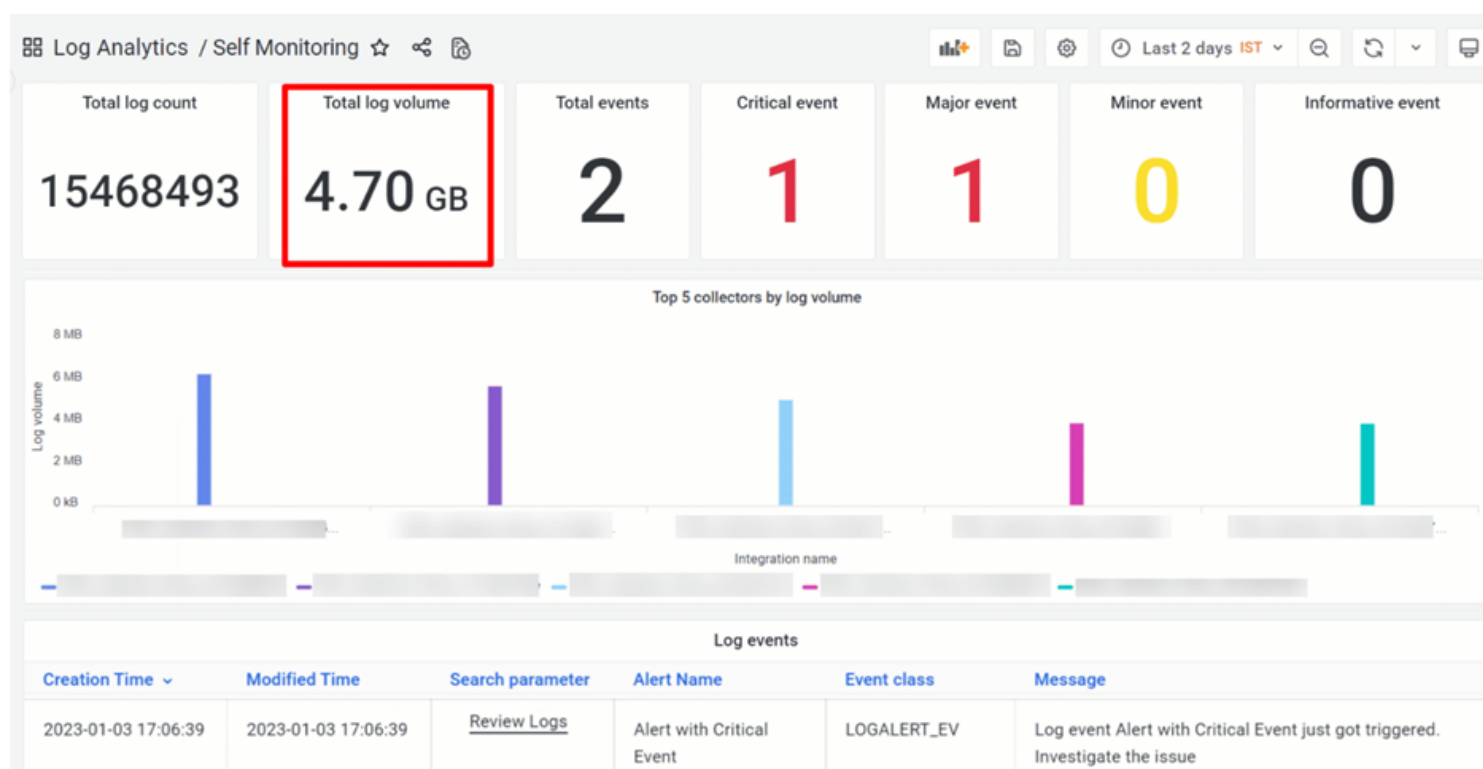 Log Analytics / Self Monitoring
Last 2 days IST
Total log count
15468493
Total log volume
4.70 GB
Total events
2
Critical event
1
Major event
1
Minor event
0
Informative event
0
Top 5 collectors by log volume
Log volume
8 MB
6 MB
4 MB
2 MB
0 kB
Integration name
Log events
Creation Time Modified Time Search parameter Alert Name Event class Message
2023-01-03 17:06:39 2023-01-03 17:06:39 Review Logs Alert with Critical LOGALERT_EV Log event Alert with Critical Event just got triggered.
Event Investigate the issue